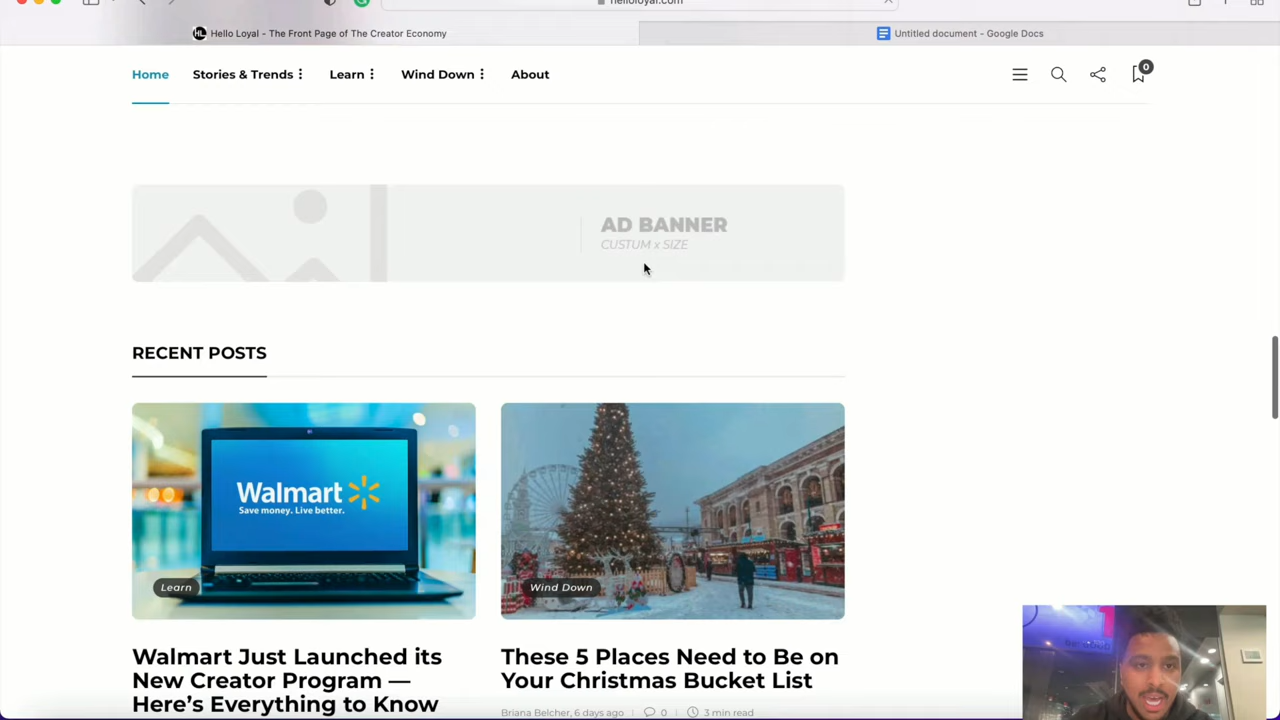 helloloyal.com
Hello Loyal - The Front Page of The Creator Economy
Untitled document - Google Docs
Home
Stories & Trends
Learn
Wind Down
About
0
AD BANNER
CUSTUM x SIZE
RECENT POSTS
Walmart
Save money. Live better.
Learn
Wind Down
Walmart Just Launched its
New Creator Program —
Here's Everything to Know
These 5 Places Need to Be on
Your Christmas Bucket List
Briana Belcher, 6 days ago
0
3 min read